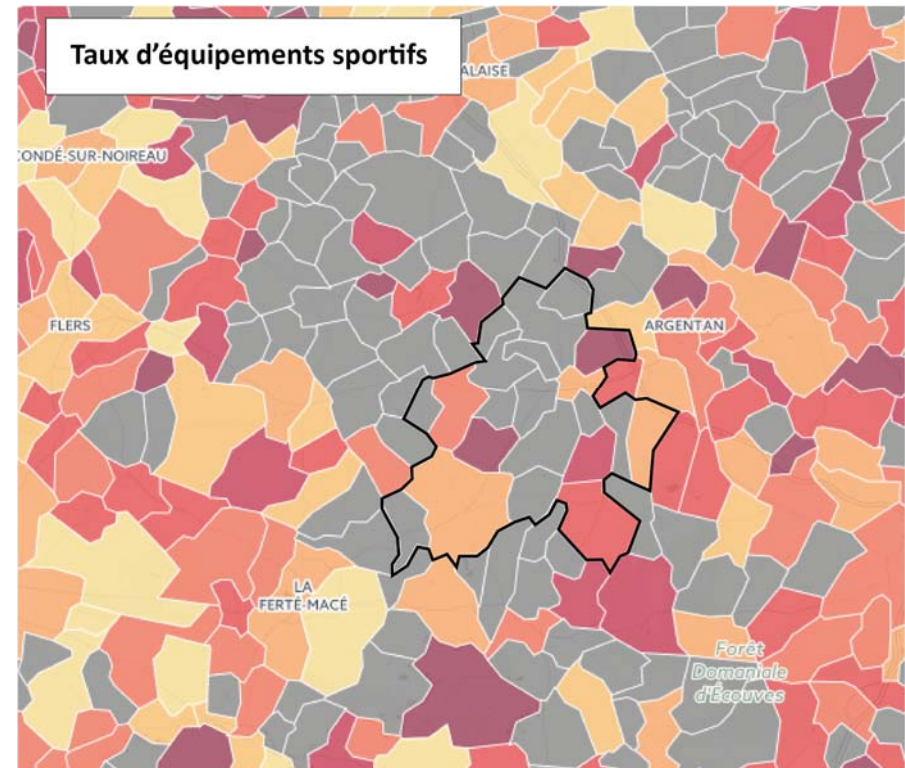 Taux d'équipements sportifs
ALAISE
CONDÉ-SUR-NOIREAU
FLERS
ARGENTAN
LA
FERTÉ-MACÉ
Forêt
Domaniale
d'Écouves